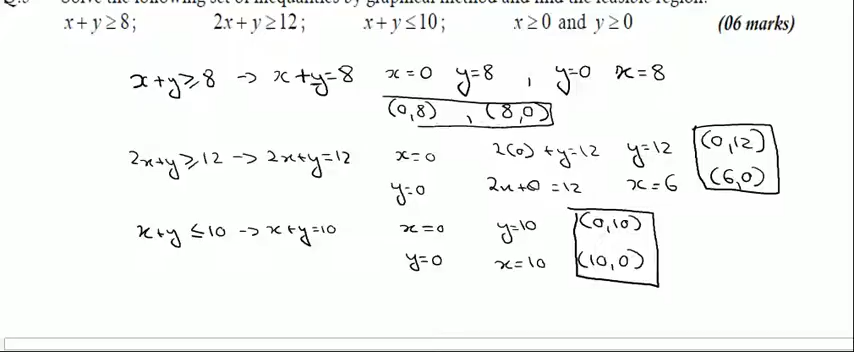 Solve the following set of inequalities by graphical method and find the feasible region.
x + y ≥ 8; 2x + y ≥ 12; x + y ≤ 10; x ≥ 0 and y ≥ 0 (06 marks)
x+y≥8 → x+y=8 x=0 y=8 , y=0 x=8
(0,8) , (8,0)
2x+y≥12 → 2x+y=12 x=0 2(0)+y=12 y=12 (0,12)
y=0 2x+0=12 x=6 (6,0)
x+y≤10 → x+y=10 x=0 y=10 (0,10)
y=0 x=10 (10,0)